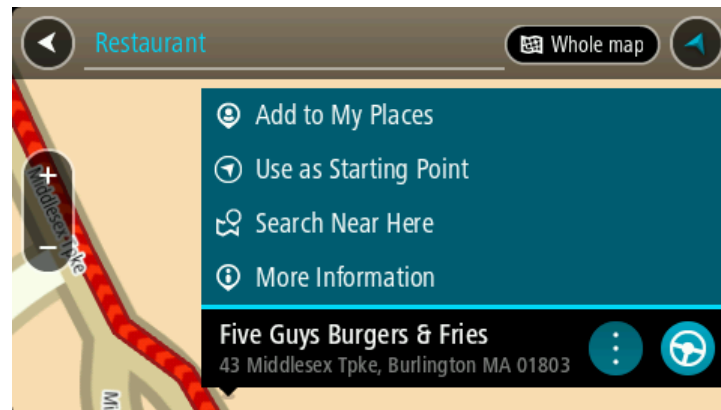 Restaurant
Whole map
Add to My Places
Use as Starting Point
Search Near Here
More Information
Five Guys Burgers & Fries
43 Middlesex Tpke, Burlington MA 01803
+
−
Middlesex Tpke
Mi